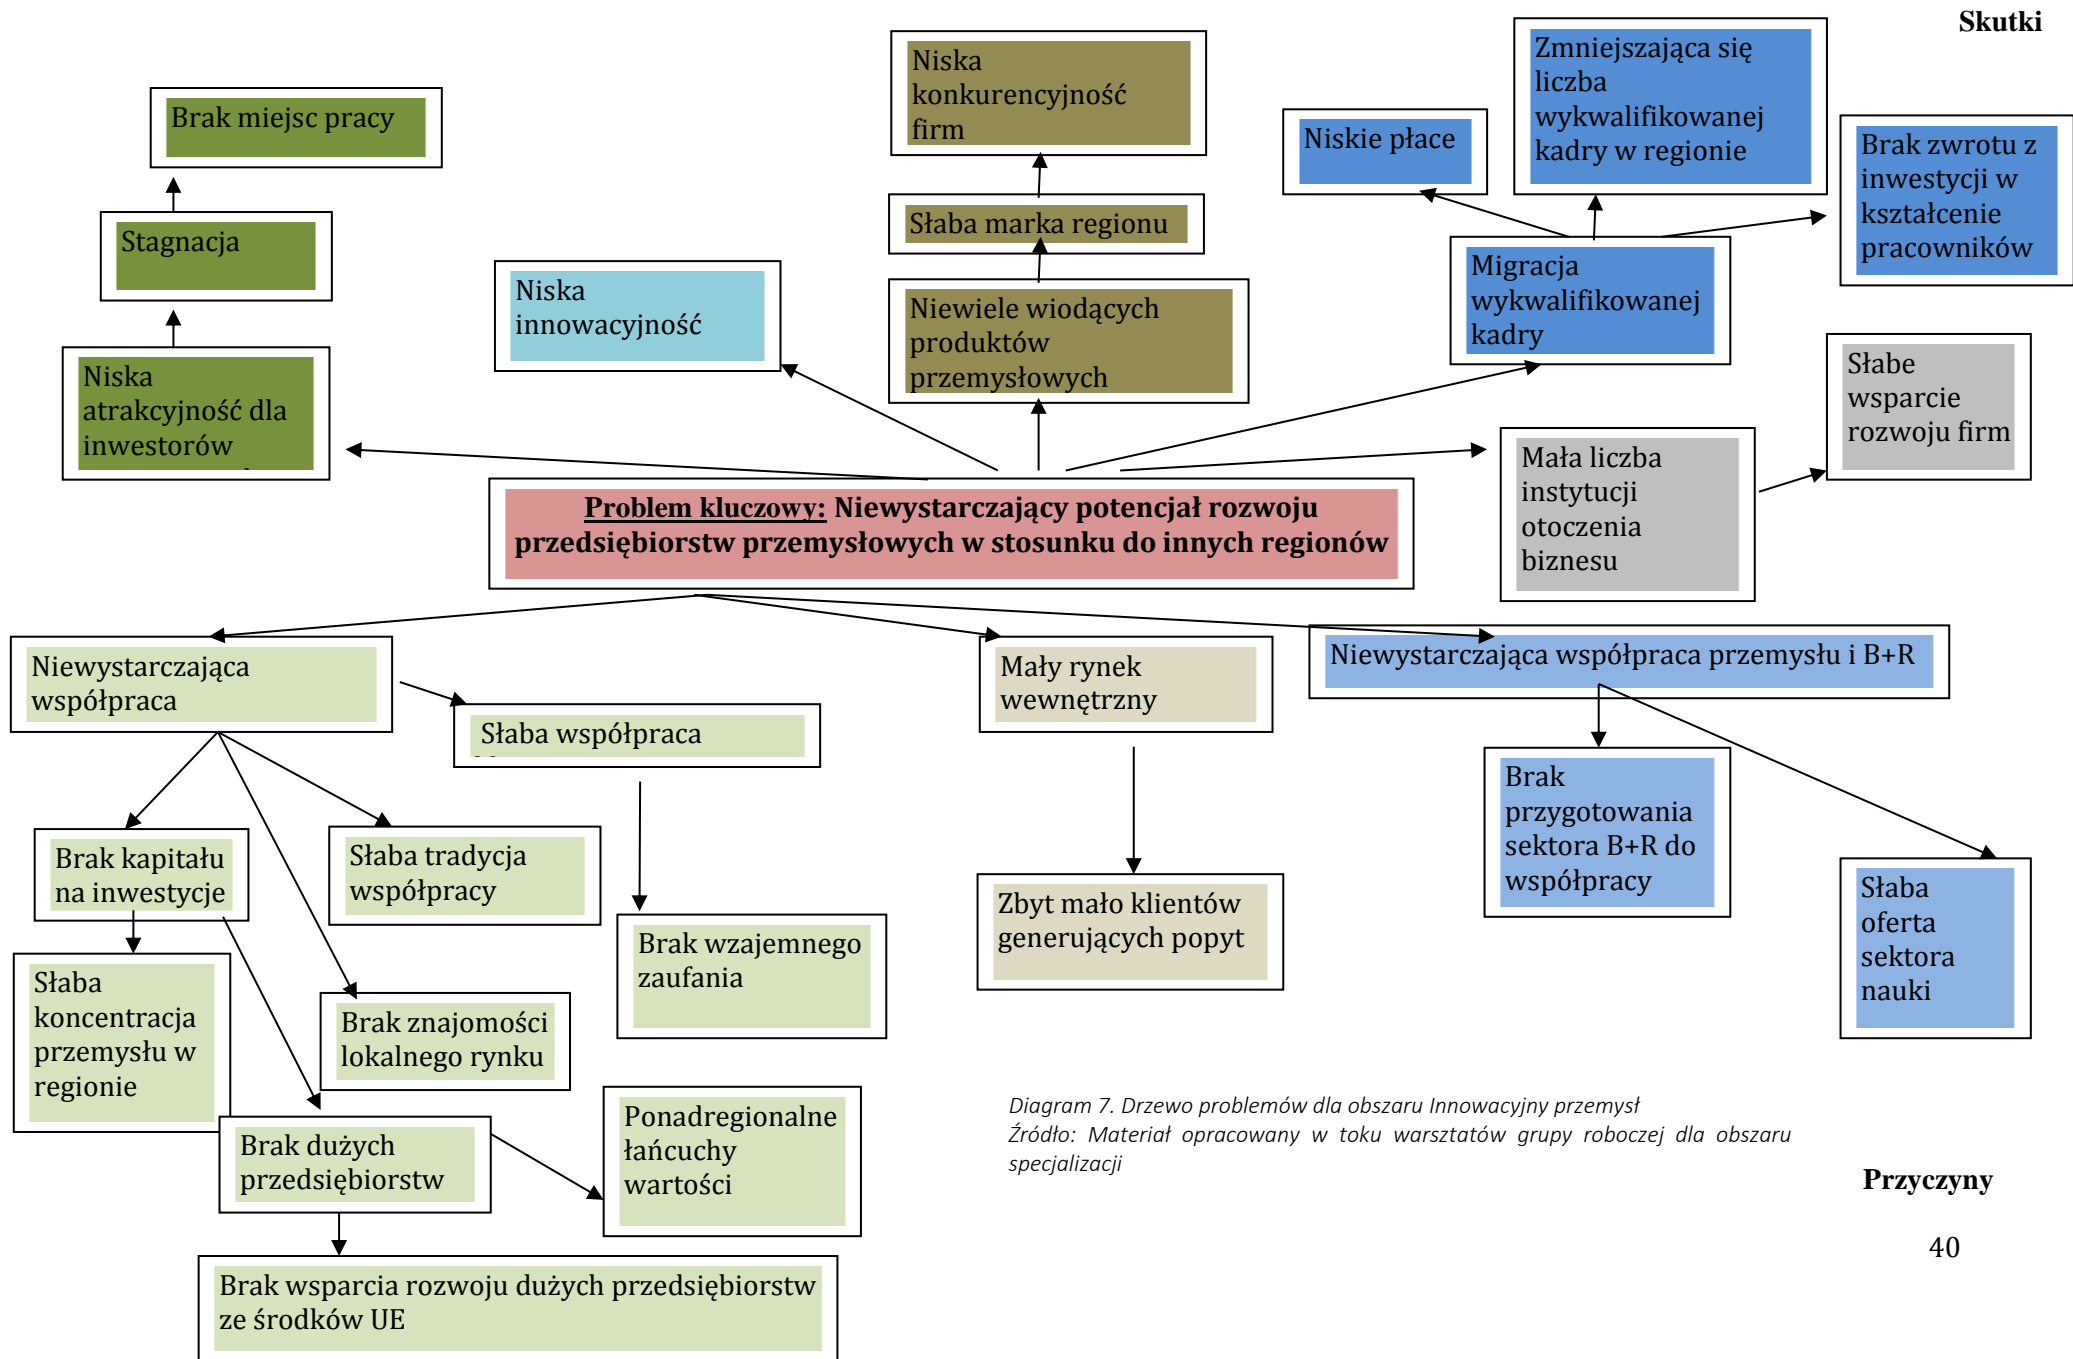 Skutki
Niska
konkurencyjność
firm
Zmniejszająca się
liczba
wykwalifikowanej
kadry w regionie
Brak miejsc pracy
Niskie płace
Brak zwrotu z
inwestycji w
kształcenie
pracowników
Stagnacja
Słaba marka regionu
Migracja
wykwalifikowanej
kadry
Niska
innowacyjność
Niewiele wiodących
produktów
przemysłowych
Niska
atrakcyjność dla
inwestorów
Słabe
wsparcie
rozwoju firm
Mała liczba
instytucji
otoczenia
biznesu
Problem kluczowy: Niewystarczający potencjał rozwoju
przedsiębiorstw przemysłowych w stosunku do innych regionów
Niewystarczająca
współpraca
Słaba współpraca
Mały rynek
wewnętrzny
Niewystarczająca współpraca przemysłu i B+R
Brak
przygotowania
sektora B+R do
współpracy
Brak kapitału
na inwestycje
Słaba tradycja
współpracy
Zbyt mało klientów
generujących popyt
Słaba
oferta
sektora
nauki
Brak wzajemnego
zaufania
Słaba
koncentracja
przemysłu w
regionie
Brak znajomości
lokalnego rynku
Brak dużych
przedsiębiorstw
Ponadregionalne
łańcuchy
wartości
Diagram 7. Drzewo problemów dla obszaru Innowacyjny przemysł
Źródło: Materiał opracowany w toku warsztatów grupy roboczej dla obszaru
specjalizacji
Przyczyny
Brak wsparcia rozwoju dużych przedsiębiorstw
ze środków UE
40